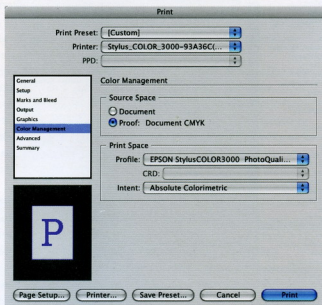 Print
Print Preset: [Custom]
Printer: Stylus_COLOR_3000-93A36C(...
PPD:
General
Setup
Marks and Bleed
Output
Graphics
Color Management
Advanced
Summary
Color Management
Source Space
Document
Proof: Document CMYK
Print Space
Profile: EPSON StylusCOLOR3000 PhotoQuali...
CRD:
Intent: Absolute Colorimetric
P
Page Setup...
Printer...
Save Preset...
Cancel
Print